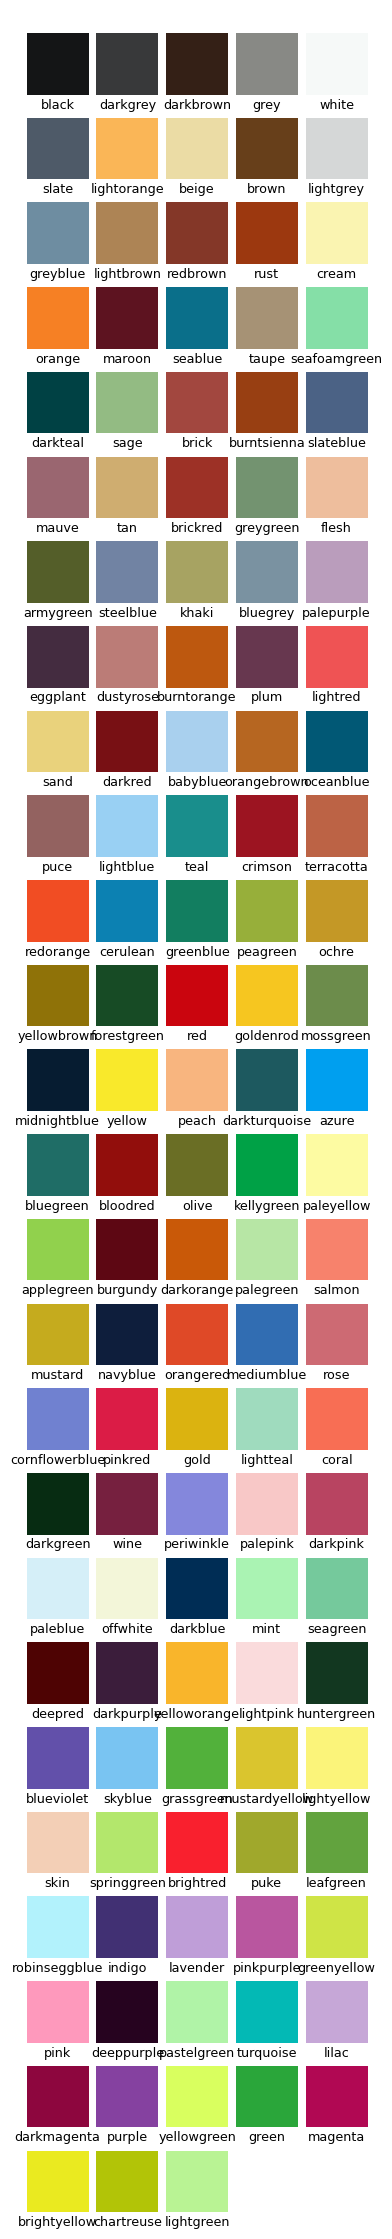 black darkgrey darkbrown grey white
slate lightorange beige brown lightgrey
greyblue lightbrown redbrown rust cream
orange maroon seablue taupe seafoamgreen
darkteal sage brick burntsienna slateblue
mauve tan brickred greygreen flesh
armygreen steelblue khaki bluegrey palepurple
eggplant dustyrose burntorange plum lightred
sand darkred babyblue orangebrown oceanblue
puce lightblue teal crimson terracotta
redorange cerulean greenblue peagreen ochre
yellowbrown forestgreen red goldenrod mossgreen
midnightblue yellow peach darkturquoise azure
bluegreen bloodred olive kellygreen paleyellow
applegreen burgundy darkorange palegreen salmon
mustard navyblue orangered mediumblue rose
cornflowerblue pinkred gold lightteal coral
darkgreen wine periwinkle palepink darkpink
paleblue offwhite darkblue mint seagreen
deepred darkpurple yelloworange lightpink huntergreen
blueviolet skyblue grassgreen mustardyellow lightyellow
skin springgreen brightred puke leafgreen
robinseggblue indigo lavender pinkpurple greenyellow
pink deeppurple pastelgreen turquoise lilac
darkmagenta purple yellowgreen green magenta
brightyellow chartreuse lightgreen